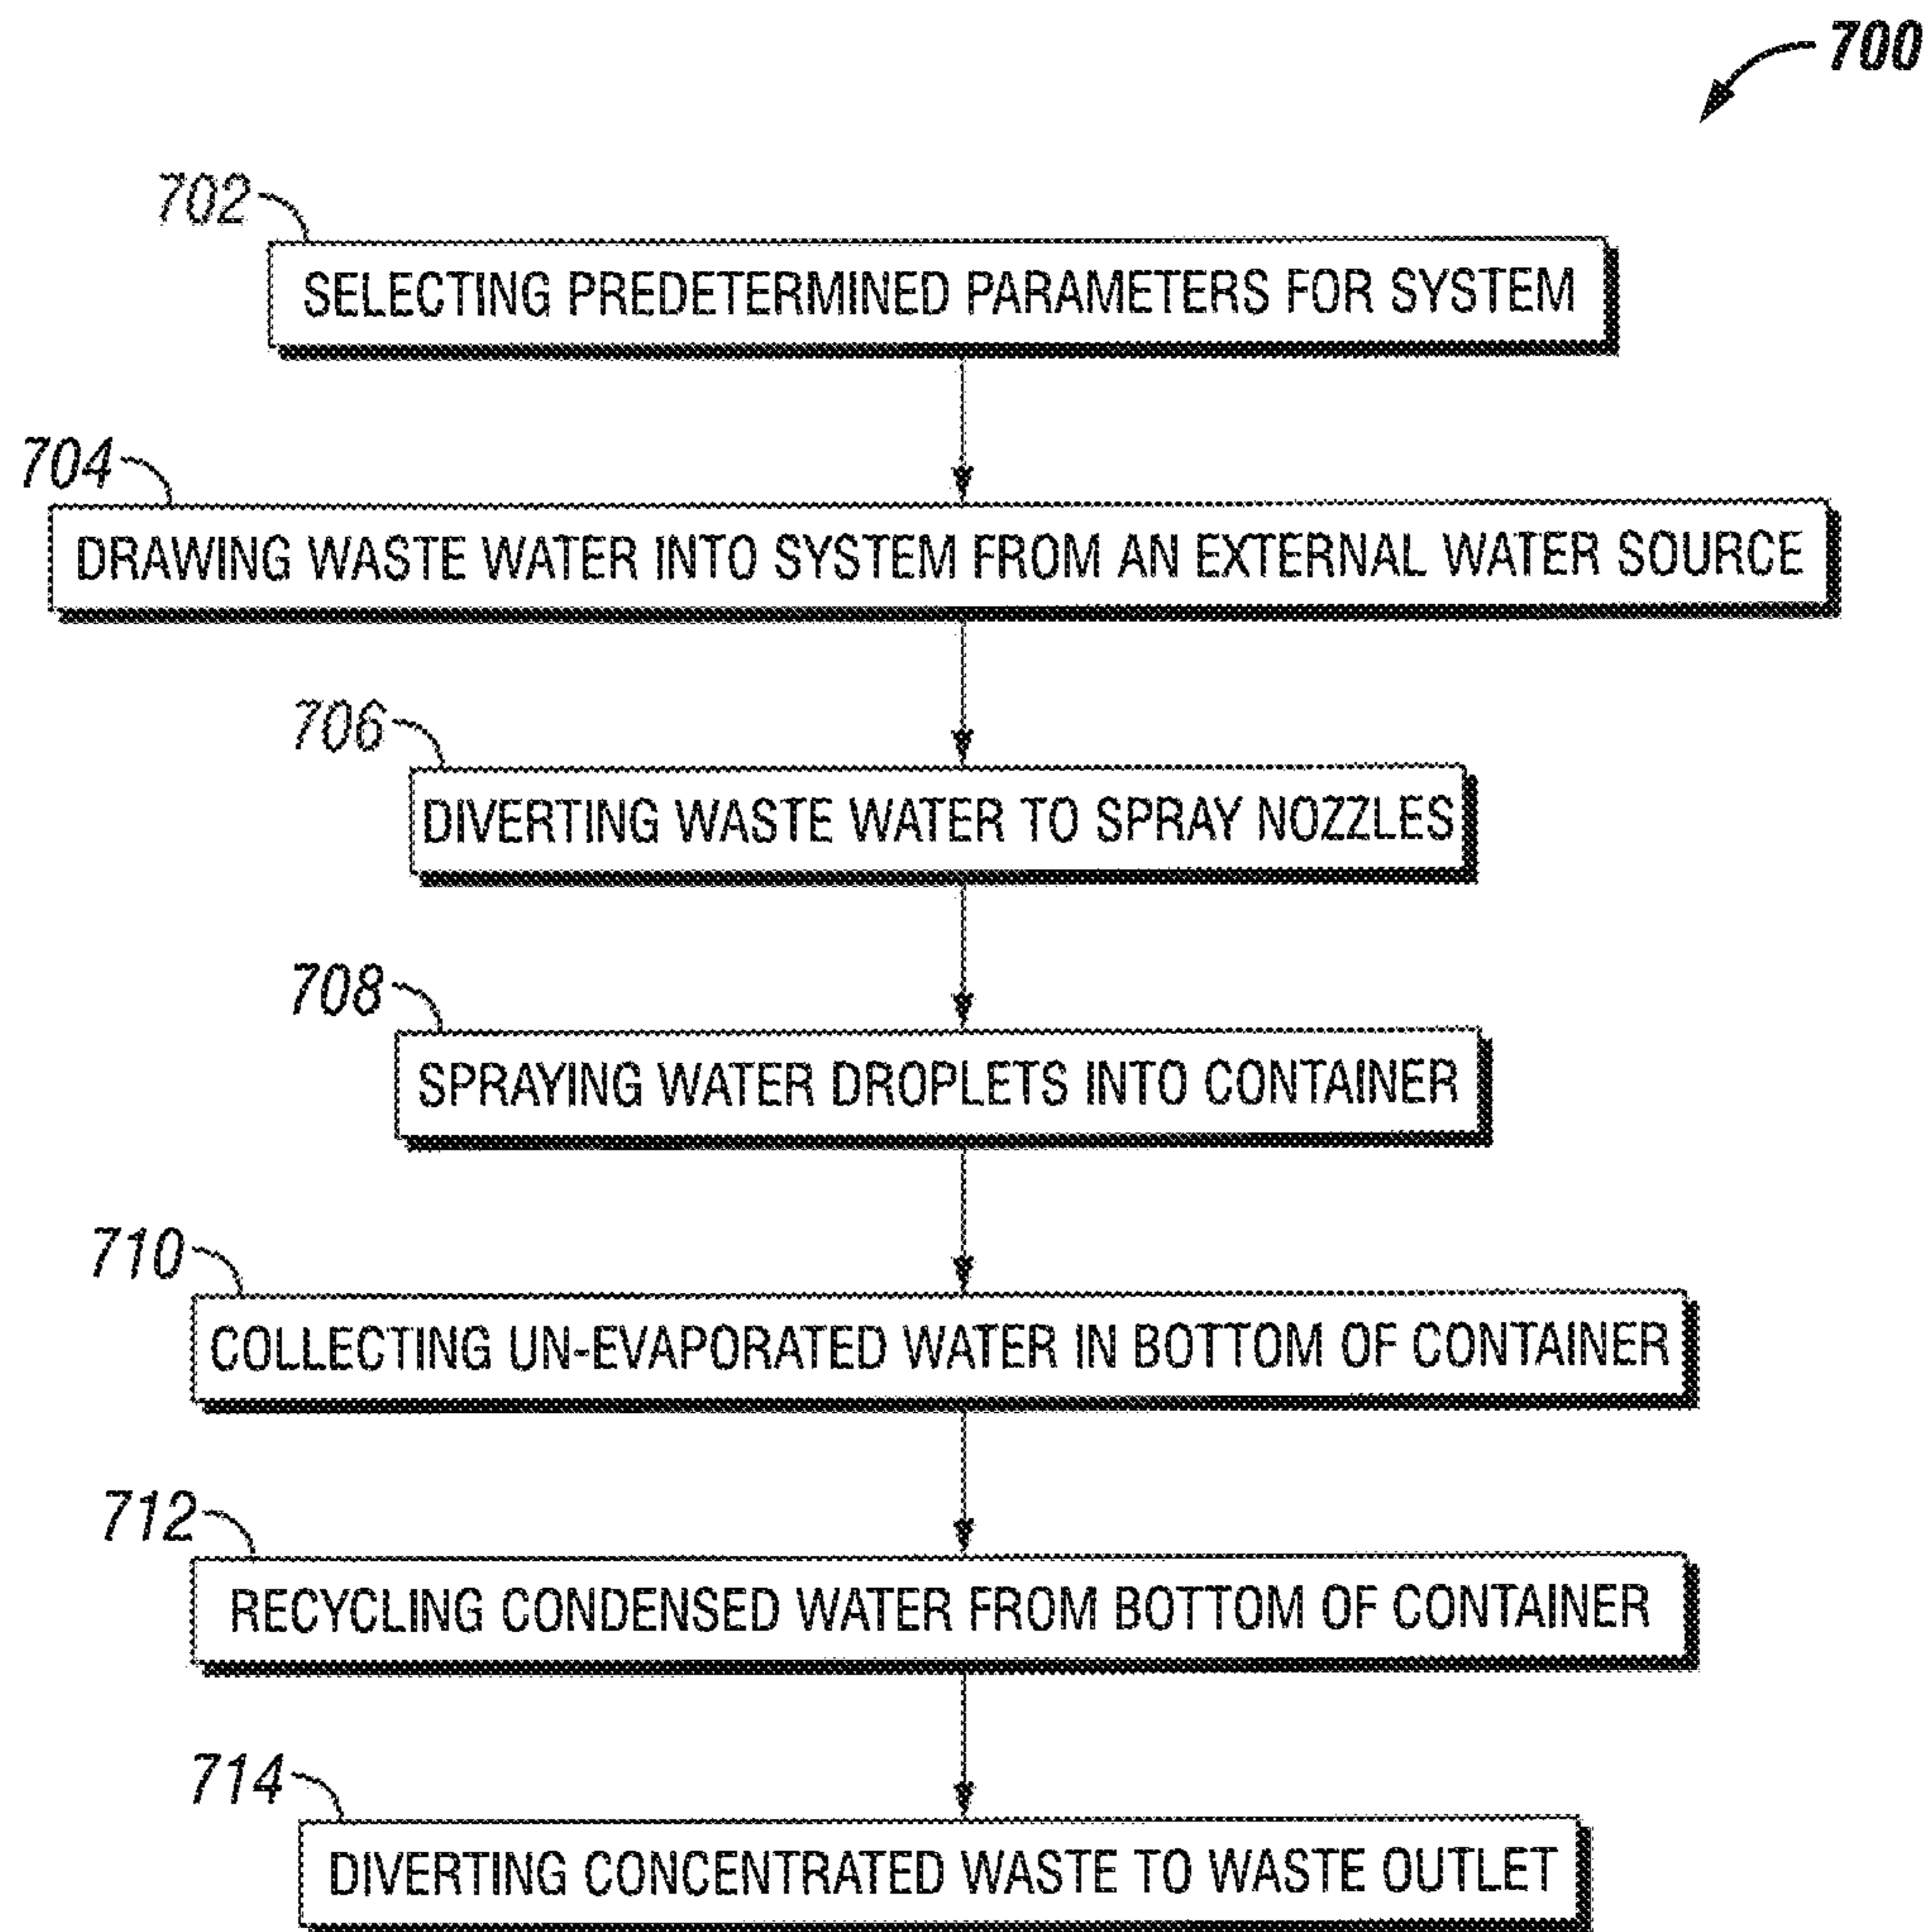 700
702
SELECTING PREDETERMINED PARAMETERS FOR SYSTEM
704
DRAWING WASTE WATER INTO SYSTEM FROM AN EXTERNAL WATER SOURCE
706
DIVERTING WASTE WATER TO SPRAY NOZZLES
708
SPRAYING WATER DROPLETS INTO CONTAINER
710
COLLECTING UN-EVAPORATED WATER IN BOTTOM OF CONTAINER
712
RECYCLING CONDENSED WATER FROM BOTTOM OF CONTAINER
714
DIVERTING CONCENTRATED WASTE TO WASTE OUTLET